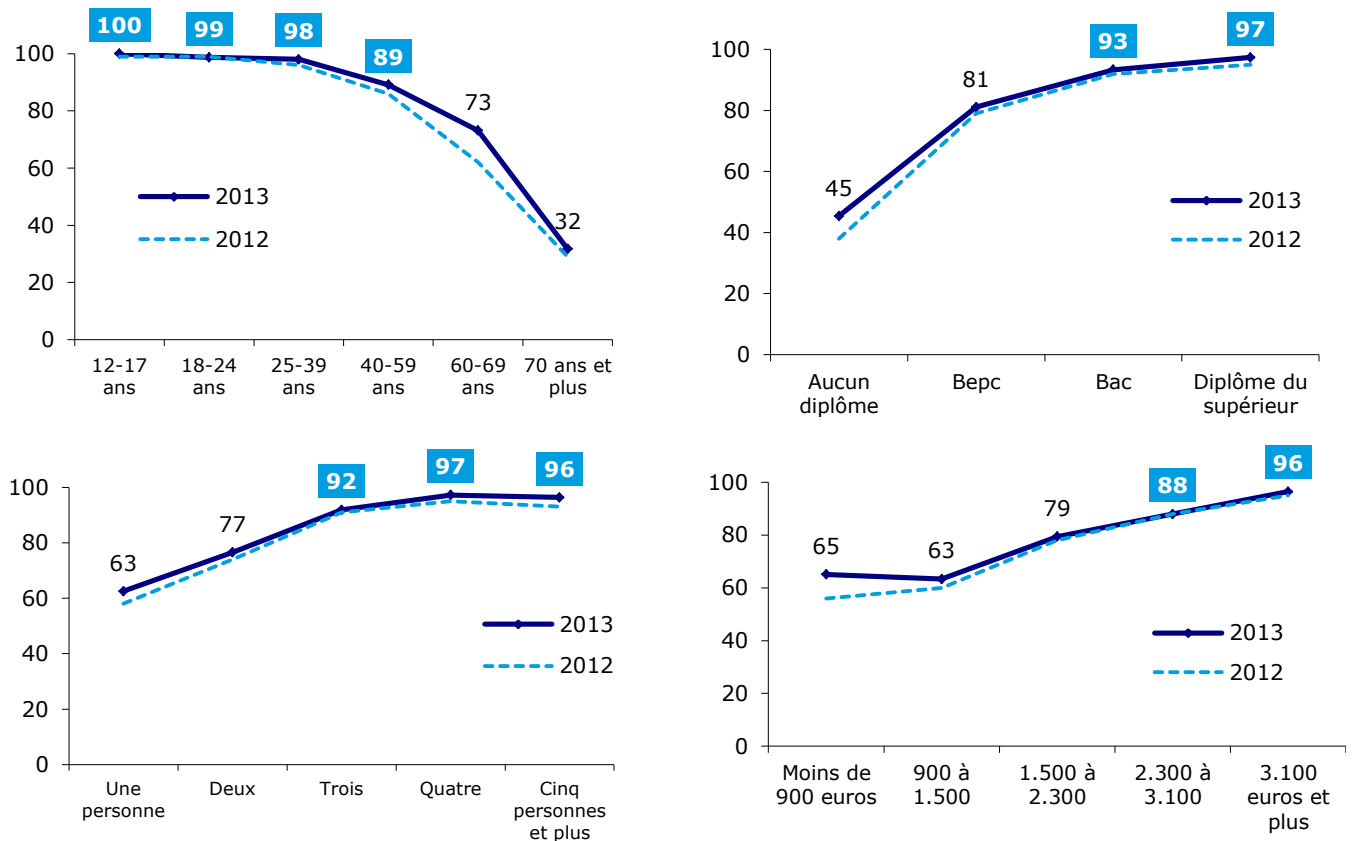 100 99 98 89
100
80
60
40
20
0
73
32
2013
2012
12-17 ans
18-24 ans
25-39 ans
40-59 ans
60-69 ans
70 ans et plus
93 97
100
80
60
40
20
0
81
45
2013
2012
Aucun diplôme
Bepc
Bac
Diplôme du supérieur
92 97 96
100
80
60
40
20
0
63
77
2013
2012
Une personne
Deux
Trois
Quatre
Cinq personnes et plus
88 96
100
80
60
40
20
0
65
63
79
2013
2012
Moins de 900 euros
900 à 1.500
1.500 à 2.300
2.300 à 3.100
3.100 euros et plus